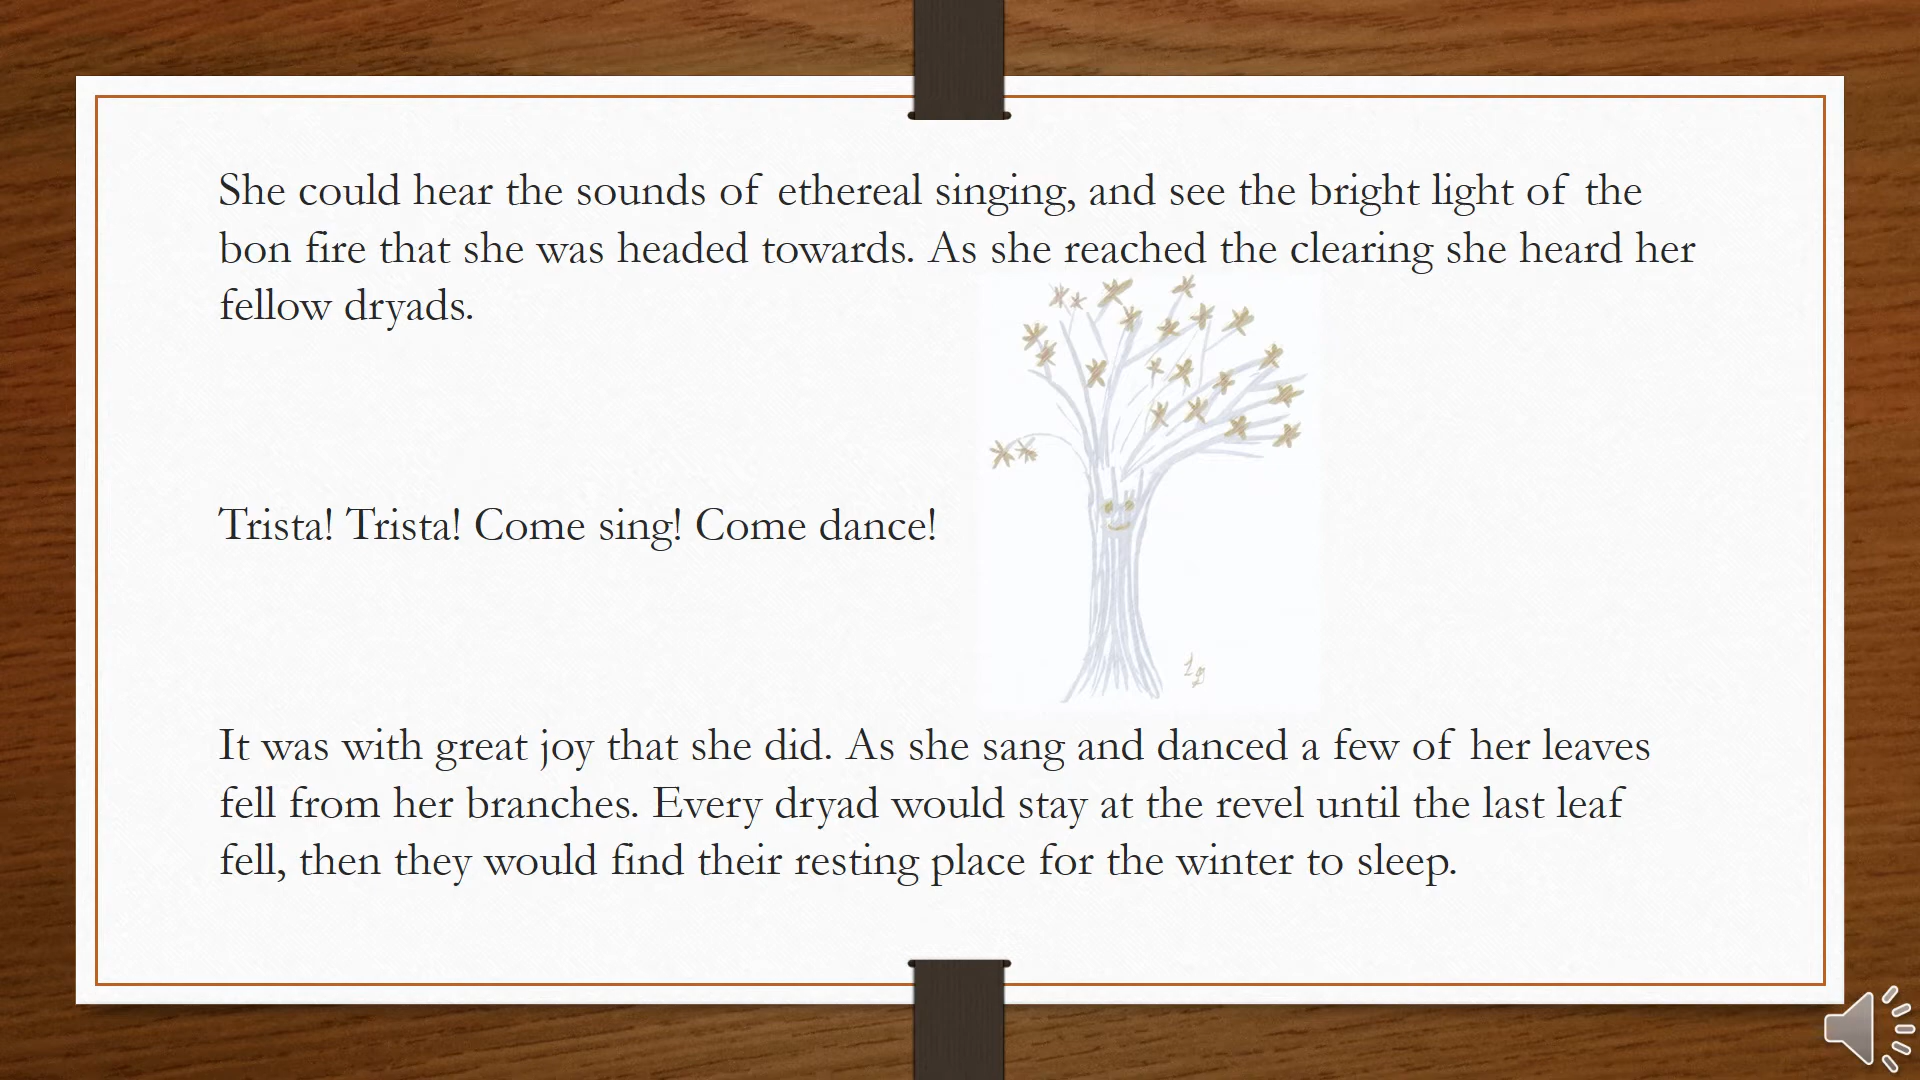 She could hear the sounds of ethereal singing, and see the bright light of the
bon fire that she was headed towards. As she reached the clearing she heard her
fellow dryads.
Trista! Trista! Come sing! Come dance!
lg
It was with great joy that she did. As she sang and danced a few of her leaves
fell from her branches. Every dryad would stay at the revel until the last leaf
fell, then they would find their resting place for the winter to sleep.